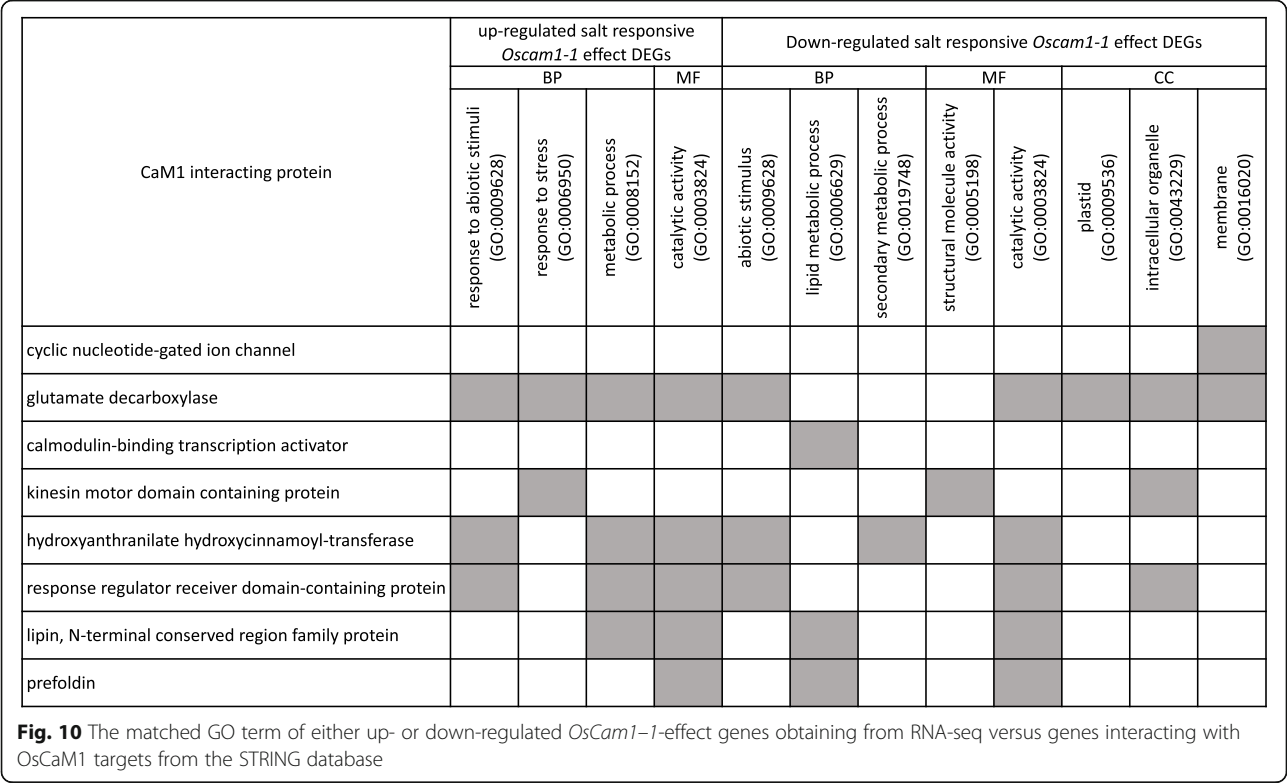 CaM1 interacting protein
up-regulated salt responsive
Oscam1-1 effect DEGs
Down-regulated salt responsive Oscam1-1 effect DEGs
BP
MF
BP
MF
CC
response to abiotic stimuli
(GO:0009628)
response to stress
(GO:0006950)
metabolic process
(GO:0008152)
catalytic activity
(GO:0003824)
abiotic stimulus
(GO:0009628)
lipid metabolic process
(GO:0006629)
secondary metabolic process
(GO:0019748)
structural molecule activity
(GO:0005198)
catalytic activity
(GO:0003824)
plastid
(GO:0009536)
intracellular organelle
(GO:0043229)
membrane
(GO:0016020)
cyclic nucleotide-gated ion channel
glutamate decarboxylase
calmodulin-binding transcription activator
kinesin motor domain containing protein
hydroxyanthranilate hydroxycinnamoyl-transferase
response regulator receiver domain-containing protein
lipin, N-terminal conserved region family protein
prefoldin
Fig. 10 The matched GO term of either up- or down-regulated OsCam1–1-effect genes obtaining from RNA-seq versus genes interacting with
OsCaM1 targets from the STRING database